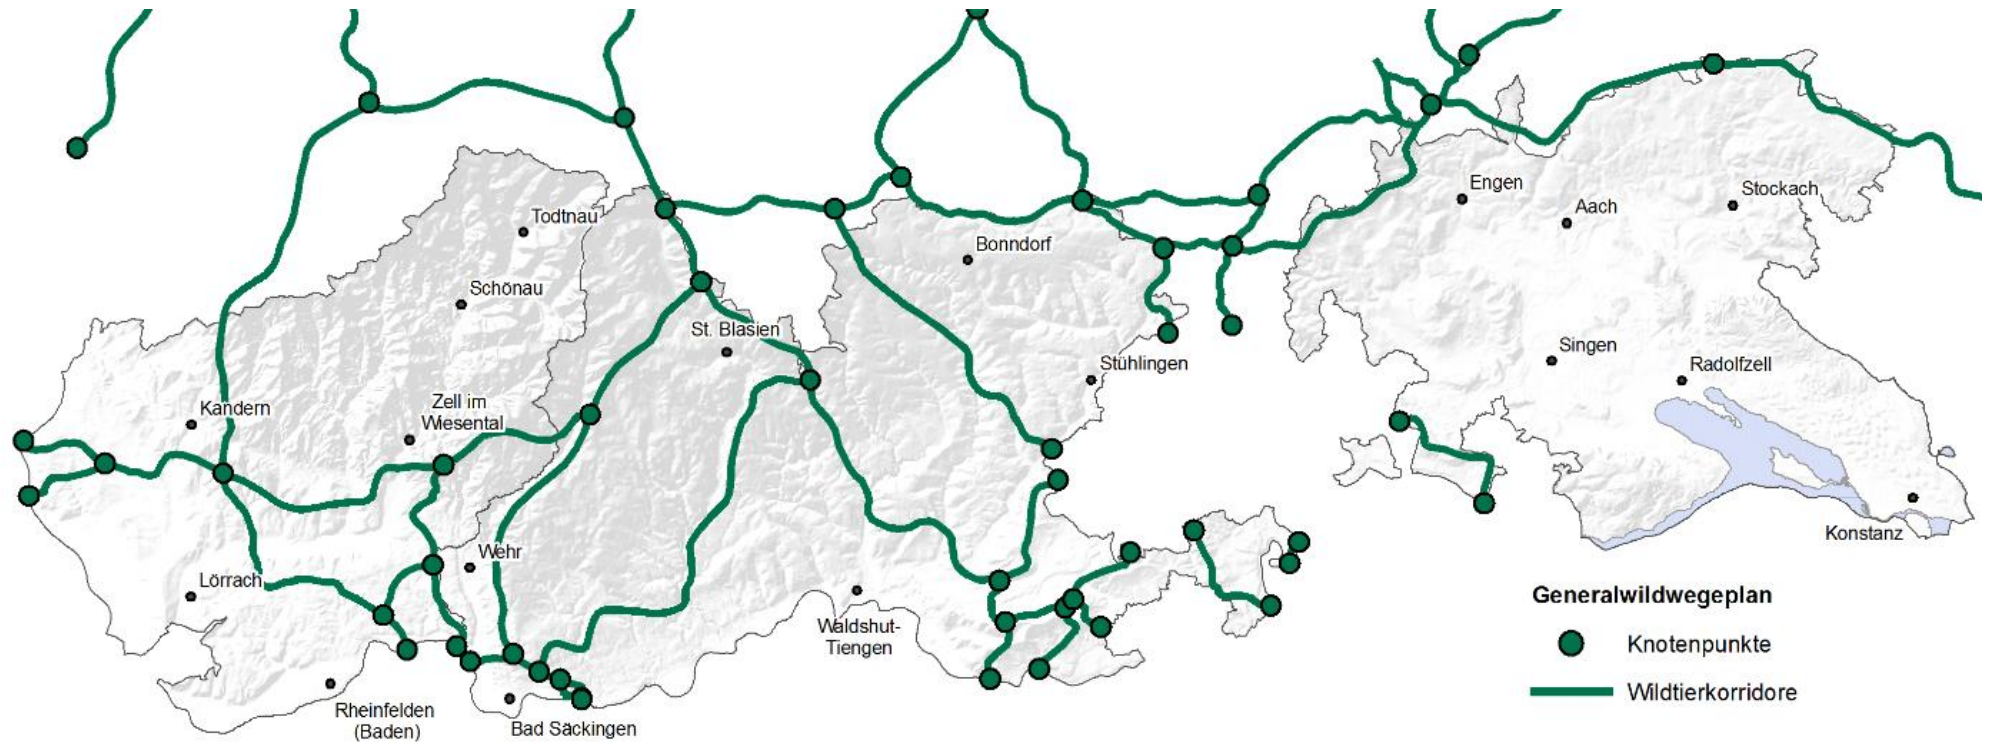 Todtnau
Engen
Aach
Stockach
Bonndorf
Schönau
St. Blasien
Stühlingen
Singen
Radolfzell
Kandern
Zell im
Wiesental
Konstanz
Wehr
Lörrach
Waldshut-
Tiengen
Rheinfelden
(Baden)
Bad Säckingen
Generalwildwegeplan
Knotenpunkte
Wildtierkorridore